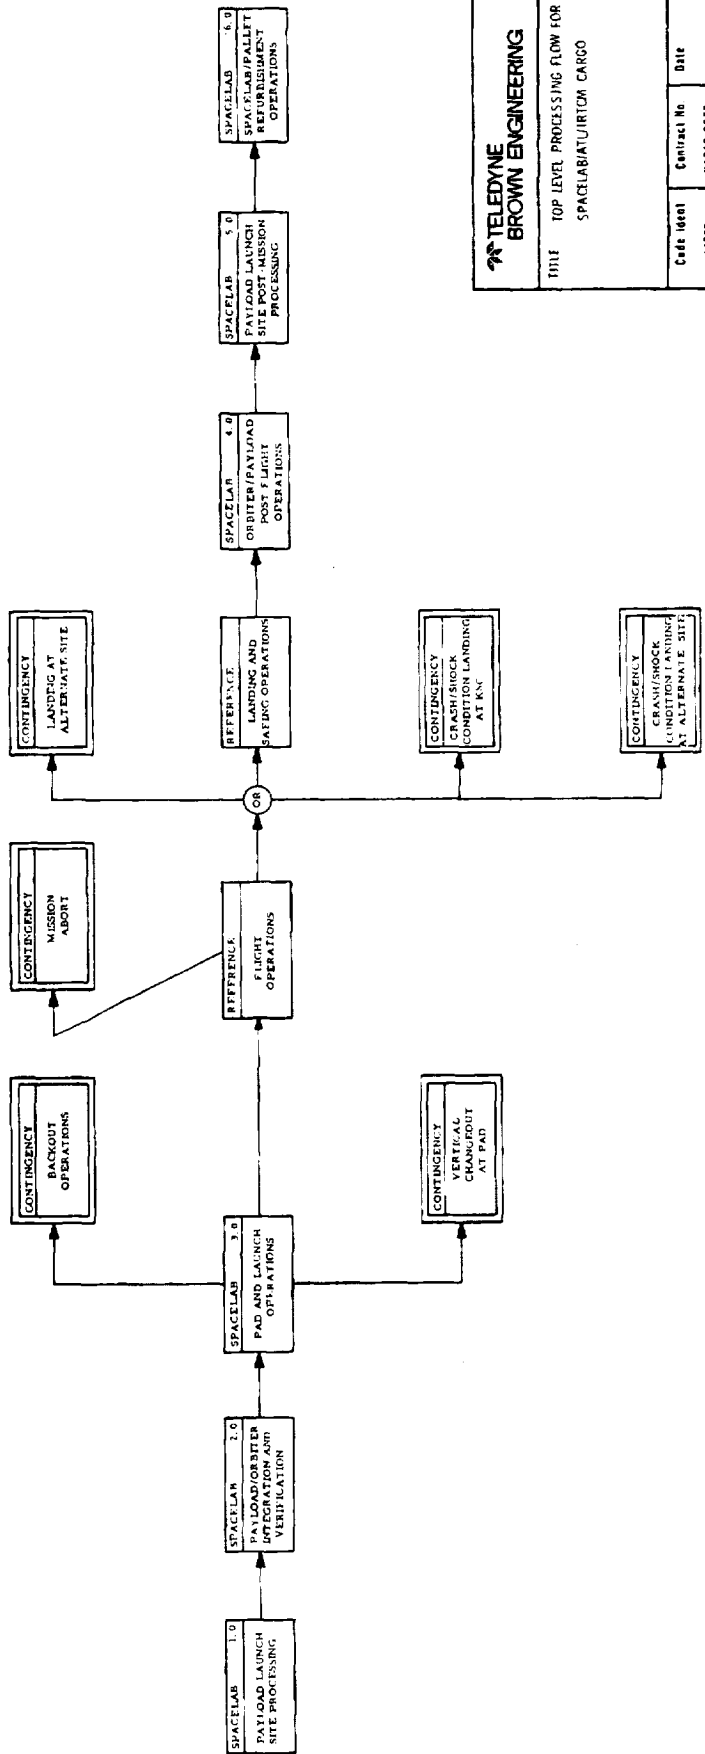 SPACELAB 1.0
PAYLOAD LAUNCH
SITE PROCESSING
SPACELAB 2.0
PAYLOAD/ORBITER
INTEGRATION AND
VERIFICATION
SPACELAB 3.0
PAD AND LAUNCH
OPERATIONS
CONTINGENCY
BACKOUT
OPERATIONS
CONTINGENCY
VERTICAL
CHANGEOUT
AT PAD
REFERENCE
FLIGHT
OPERATIONS
CONTINGENCY
MISSION
ABORT
OR
CONTINGENCY
LANDING AT
ALTERNATE SITE
REFERENCE
LANDING AND
SAFING OPERATIONS
CONTINGENCY
CRASH/SHOCK
CONDITION LANDING
AT KSC
CONTINGENCY
CRASH/SHOCK
CONDITION LANDING
AT ALTERNATE SITE
SPACELAB 4.0
ORBITER/PAYLOAD
POST FLIGHT
OPERATIONS
SPACELAB 5.0
PAYLOAD LAUNCH
SITE POST-MISSION
PROCESSING
SPACELAB 6.0
SPACELAB/PALLET
REFURBISHMENT
OPERATIONS
TELEDYNE
BROWN ENGINEERING
TITLE TOP LEVEL PROCESSING FLOW FOR
SPACELAB/ATL/IRTCM CARGO
Code Ident Contract No Date